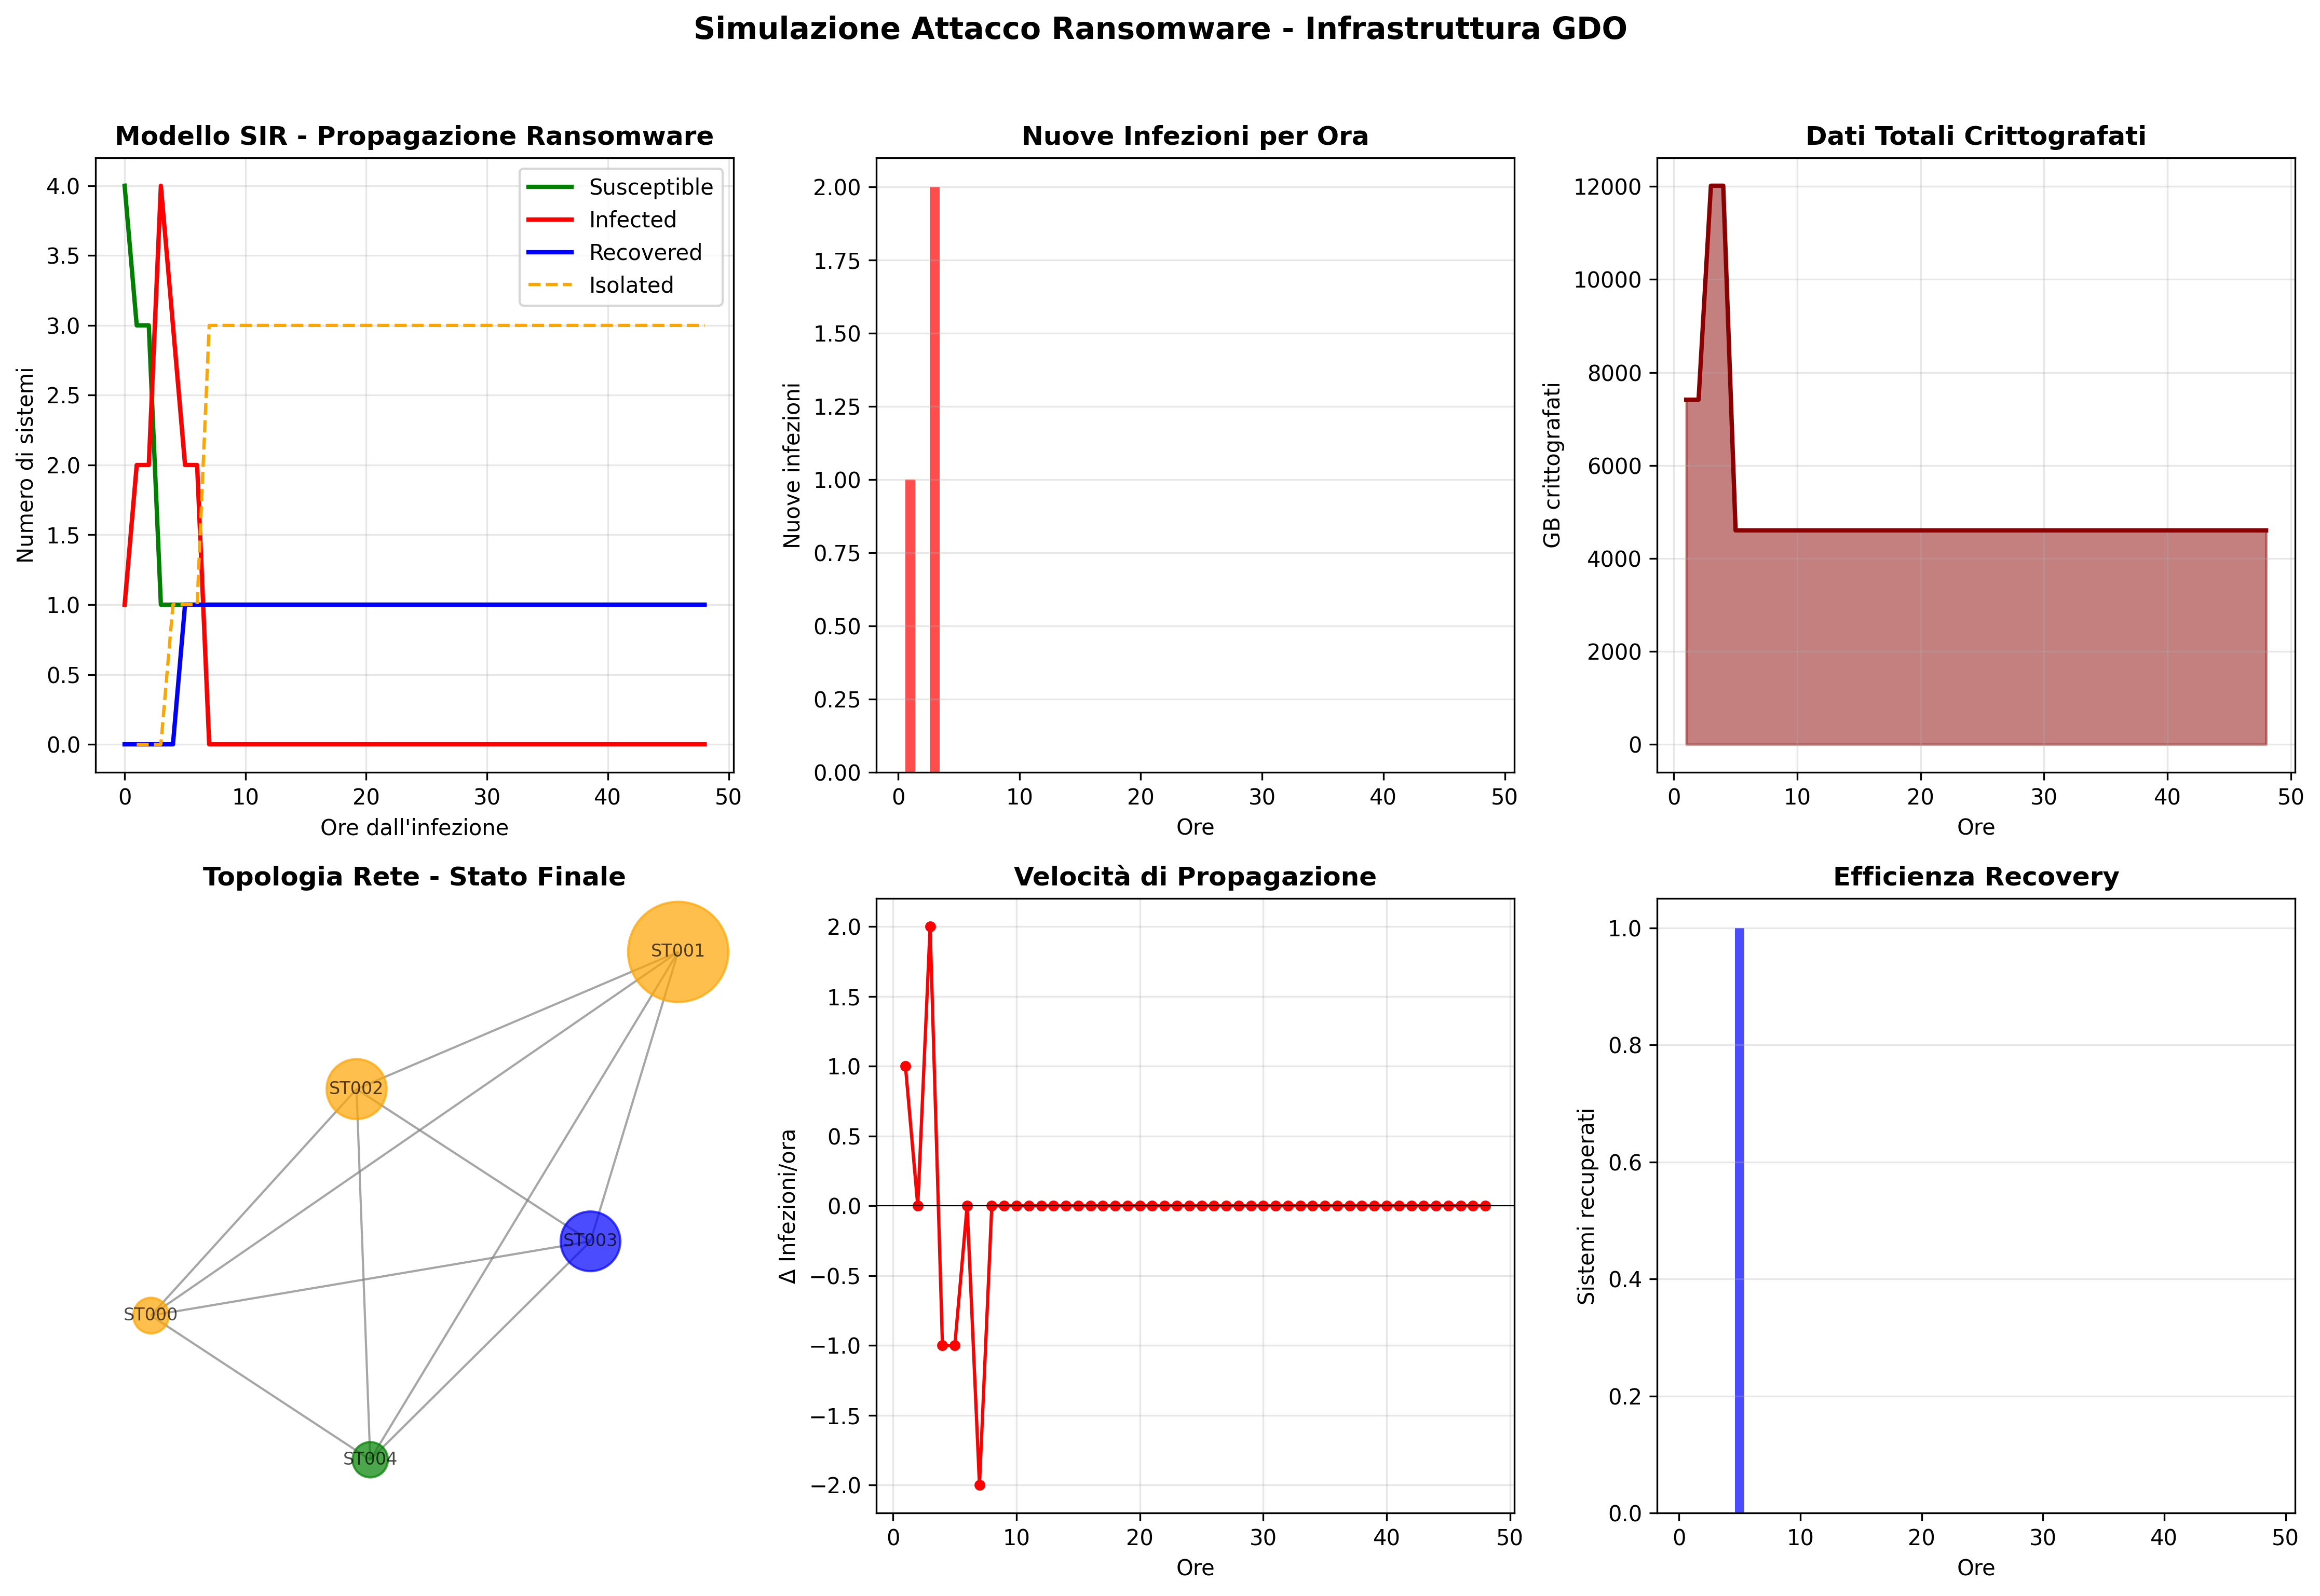 Simulazione Attacco Ransomware - Infrastruttura GDO
Modello SIR - Propagazione Ransomware
Numero di sistemi
4.0
3.5
3.0
2.5
2.0
1.5
1.0
0.5
0.0
Susceptible
Infected
Recovered
Isolated
0 10 20 30 40 50
Ore dall'infezione
Nuove Infezioni per Ora
Nuove infezioni
2.00
1.75
1.50
1.25
1.00
0.75
0.50
0.25
0.00
0 10 20 30 40 50
Ore
Dati Totali Crittografati
GB crittografati
12000
10000
8000
6000
4000
2000
0
0 10 20 30 40 50
Ore
Topologia Rete - Stato Finale
ST001
ST002
ST003
ST000
ST004
Velocità di Propagazione
Δ Infezioni/ora
2.0
1.5
1.0
0.5
0.0
−0.5
−1.0
−1.5
−2.0
0 10 20 30 40 50
Ore
Efficienza Recovery
Sistemi recuperati
1.0
0.8
0.6
0.4
0.2
0.0
0 10 20 30 40 50
Ore